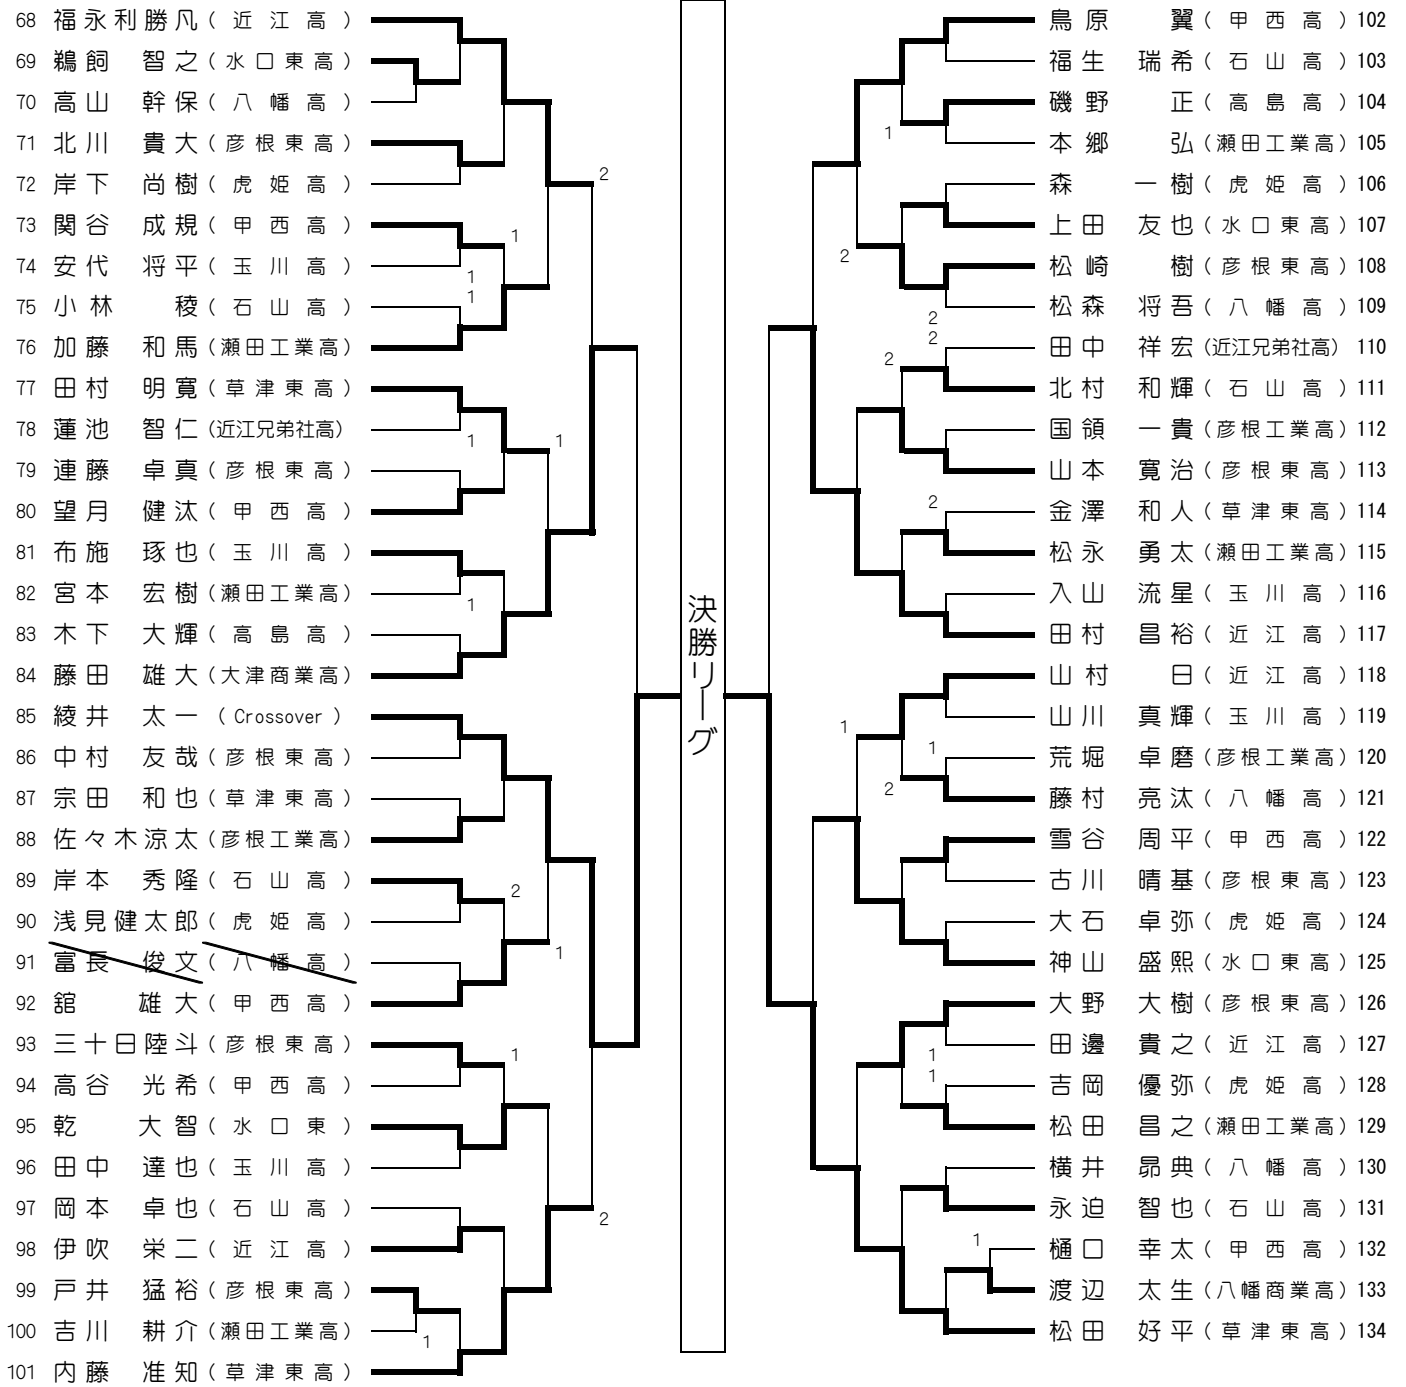 68 福永利勝凡 ( 近江高 )
69 鵜飼 智之 ( 水口東高 )
70 高山 幹保 ( 八幡高 )
71 北川 貴大 ( 彦根東高 )
72 岸下 尚樹 ( 虎姫高 )
2
73 関谷 成規 ( 甲西高 )
1
74 安代 将平 ( 玉川高 )
1
1
75 小林 稜 ( 石山高 )
76 加藤 和馬 (瀬田工業高)
77 田村 明寛 ( 草津東高 )
78 蓮池 智仁 (近江兄弟社高)
1
1
79 連藤 卓真 ( 彦根東高 )
80 望月 健汰 ( 甲西高 )
81 布施 琢也 ( 玉川高 )
82 宮本 宏樹 (瀬田工業高)
1
83 木下 大輝 ( 高島高 )
84 藤田 雄大 (大津商業高)
85 綾井 太一 ( Crossover )
86 中村 友哉 ( 彦根東高 )
87 宗田 和也 ( 草津東高 )
88 佐々木涼太 (彦根工業高)
89 岸本 秀隆 ( 石山高 )
2
90 浅見健太郎 ( 虎姫高 )
91 富長 俊文 ( 八幡高 )
1
92 舘 雄大 ( 甲西高 )
93 三十日陸斗 ( 彦根東高 )
1
94 高谷 光希 ( 甲西高 )
95 乾 大智 ( 水口東 )
96 田中 達也 ( 玉川高 )
97 岡本 卓也 ( 石山高 )
2
98 伊吹 栄二 ( 近江高 )
99 戸井 猛裕 ( 彦根東高 )
100 吉川 耕介 (瀬田工業高)
1
101 内藤 准知 ( 草津東高 )
決勝リーグ
鳥原 翼 ( 甲西高 ) 102
福生 瑞希 ( 石山高 ) 103
磯野 正 ( 高島高 ) 104
1
本郷 弘 (瀬田工業高) 105
森 一樹 ( 虎姫高 ) 106
上田 友也 ( 水口東高 ) 107
2
松崎 樹 ( 彦根東高 ) 108
松森 将吾 ( 八幡高 ) 109
2
2
田中 祥宏 (近江兄弟社高) 110
2
北村 和輝 ( 石山高 ) 111
国領 一貴 (彦根工業高) 112
山本 寛治 ( 彦根東高 ) 113
2
金澤 和人 ( 草津東高 ) 114
松永 勇太 (瀬田工業高) 115
入山 流星 ( 玉川高 ) 116
田村 昌裕 ( 近江高 ) 117
山村 日 ( 近江高 ) 118
山川 真輝 ( 玉川高 ) 119
1
1
荒堀 卓磨 (彦根工業高) 120
2
藤村 亮汰 ( 八幡高 ) 121
雪谷 周平 ( 甲西高 ) 122
古川 晴基 ( 彦根東高 ) 123
大石 卓弥 ( 虎姫高 ) 124
神山 盛熙 ( 水口東高 ) 125
大野 大樹 ( 彦根東高 ) 126
田邊 貴之 ( 近江高 ) 127
1
1
吉岡 優弥 ( 虎姫高 ) 128
松田 昌之 (瀬田工業高) 129
横井 昴典 ( 八幡高 ) 130
永迫 智也 ( 石山高 ) 131
1
樋口 幸太 ( 甲西高 ) 132
渡辺 太生 (八幡商業高) 133
松田 好平 ( 草津東高 ) 134